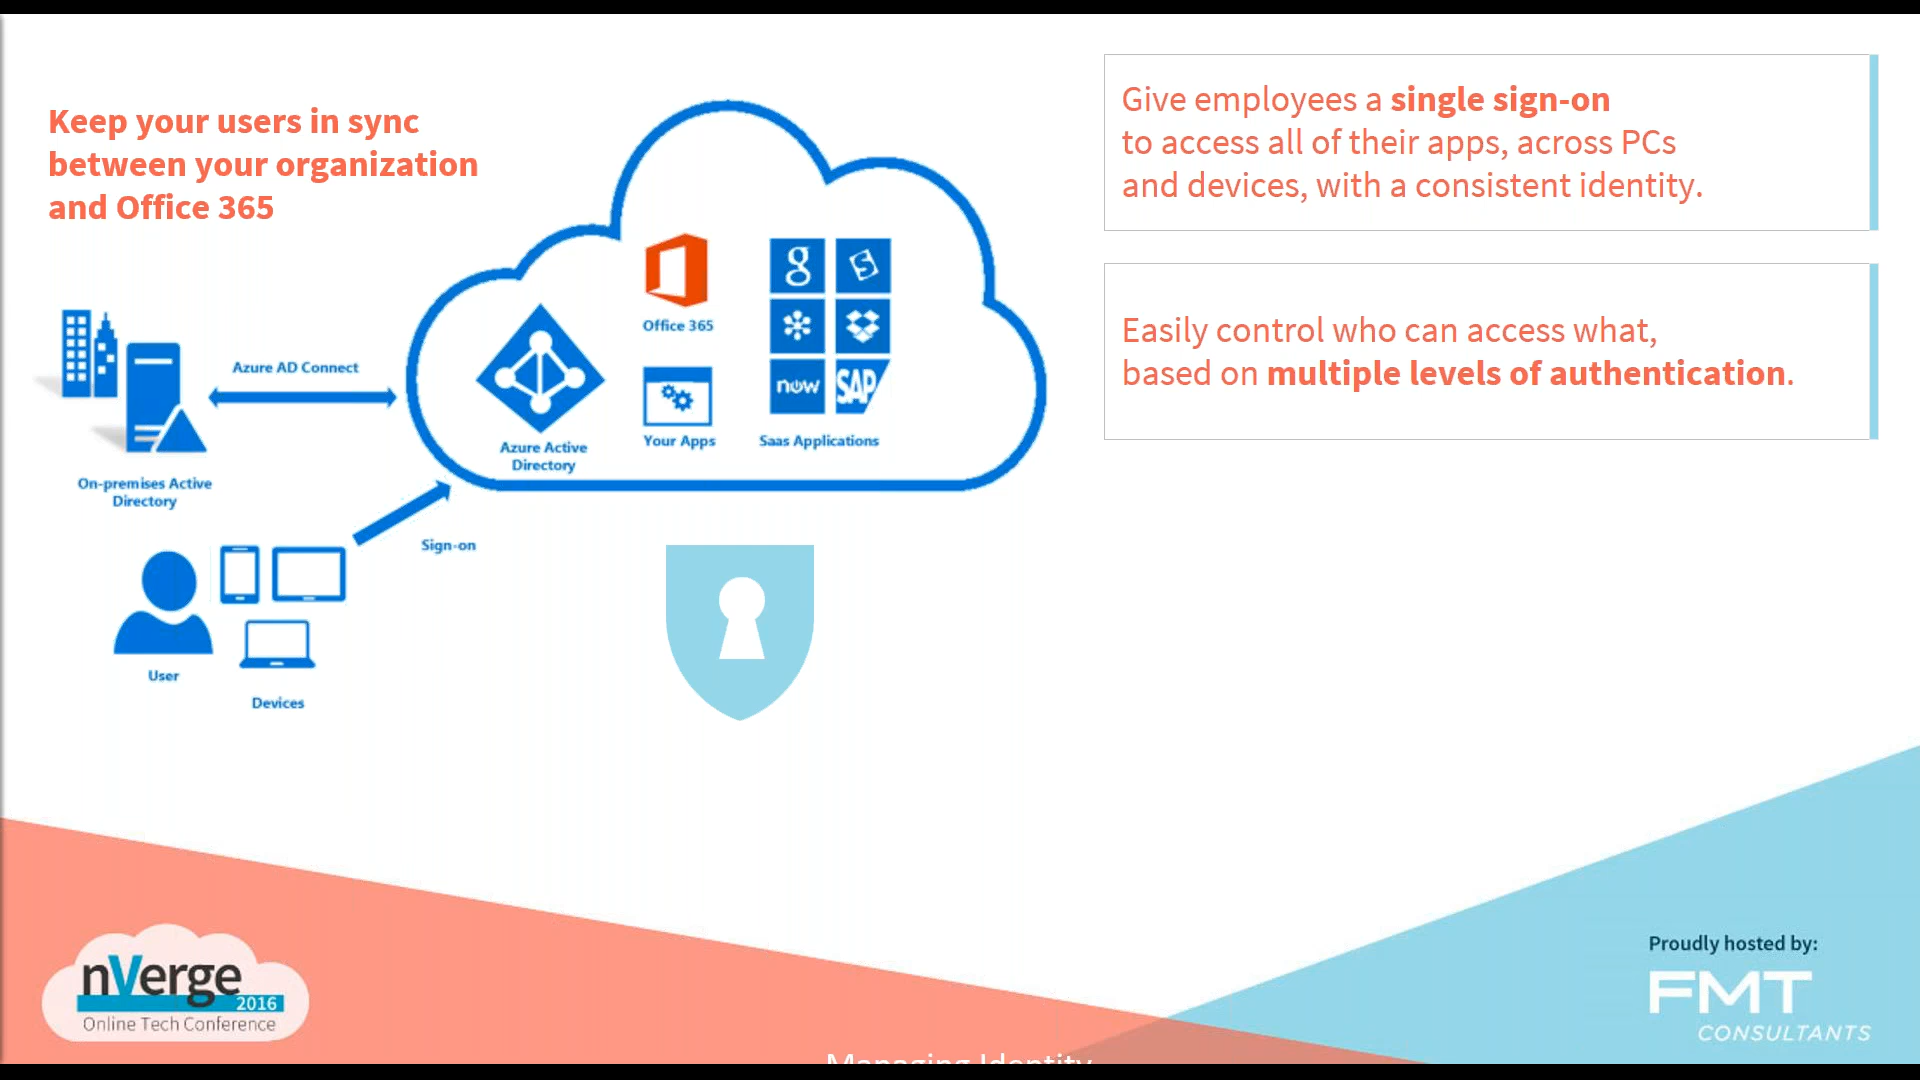 Keep your users in sync
between your organization
and Office 365
Give employees a single sign-on
to access all of their apps, across PCs
and devices, with a consistent identity.
Easily control who can access what,
based on multiple levels of authentication.
Azure AD Connect
On-premises Active
Directory
Azure Active
Directory
Office 365
Your Apps
g
S
now
SAP
Saas Applications
Sign-on
User
Devices
nVerge
2016
Online Tech Conference
Proudly hosted by:
FMT
CONSULTANTS
Managing Identity